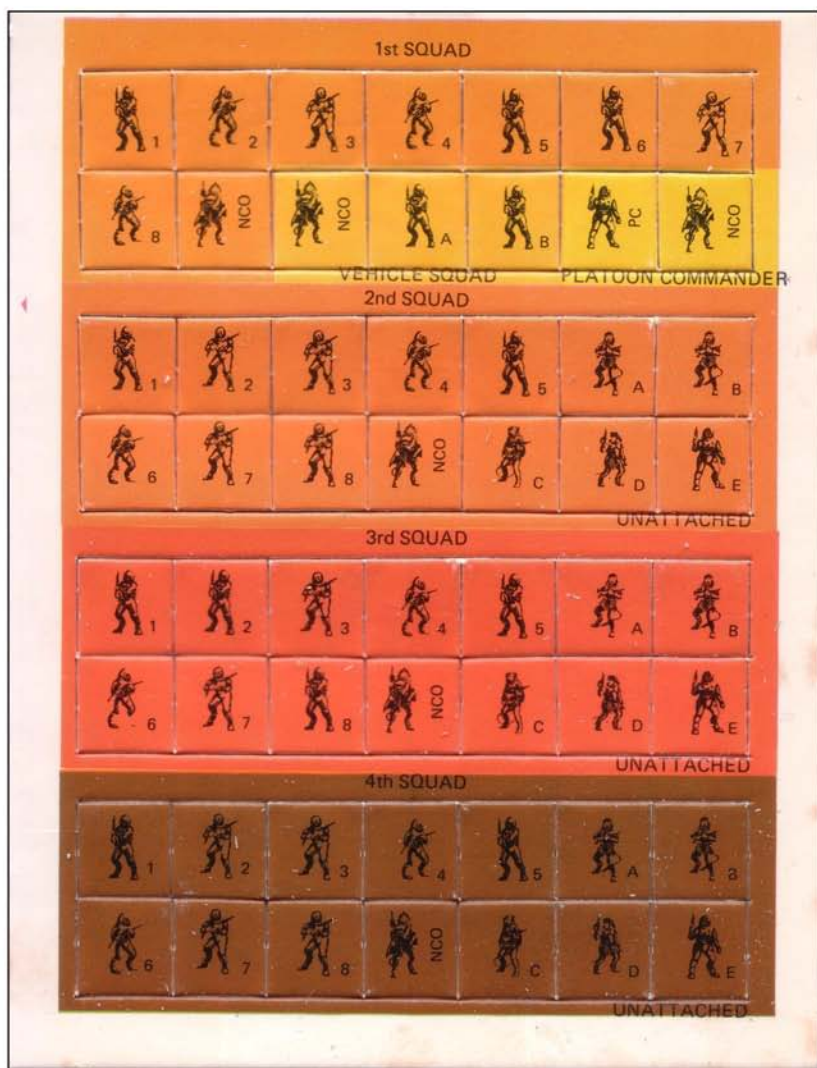 1st SQUAD
1 2 3 4 5 6 7
8 NCO NCO A B PC NCO
VEHICLE SQUAD PLATOON COMMANDER
2nd SQUAD
1 2 3 4 5 A B
6 7 8 NCO C D E
UNATTACHED
3rd SQUAD
1 2 3 4 5 A B
6 7 8 NCO C D E
UNATTACHED
4th SQUAD
1 2 3 4 5 A B
6 7 8 NCO C D E
UNATTACHED